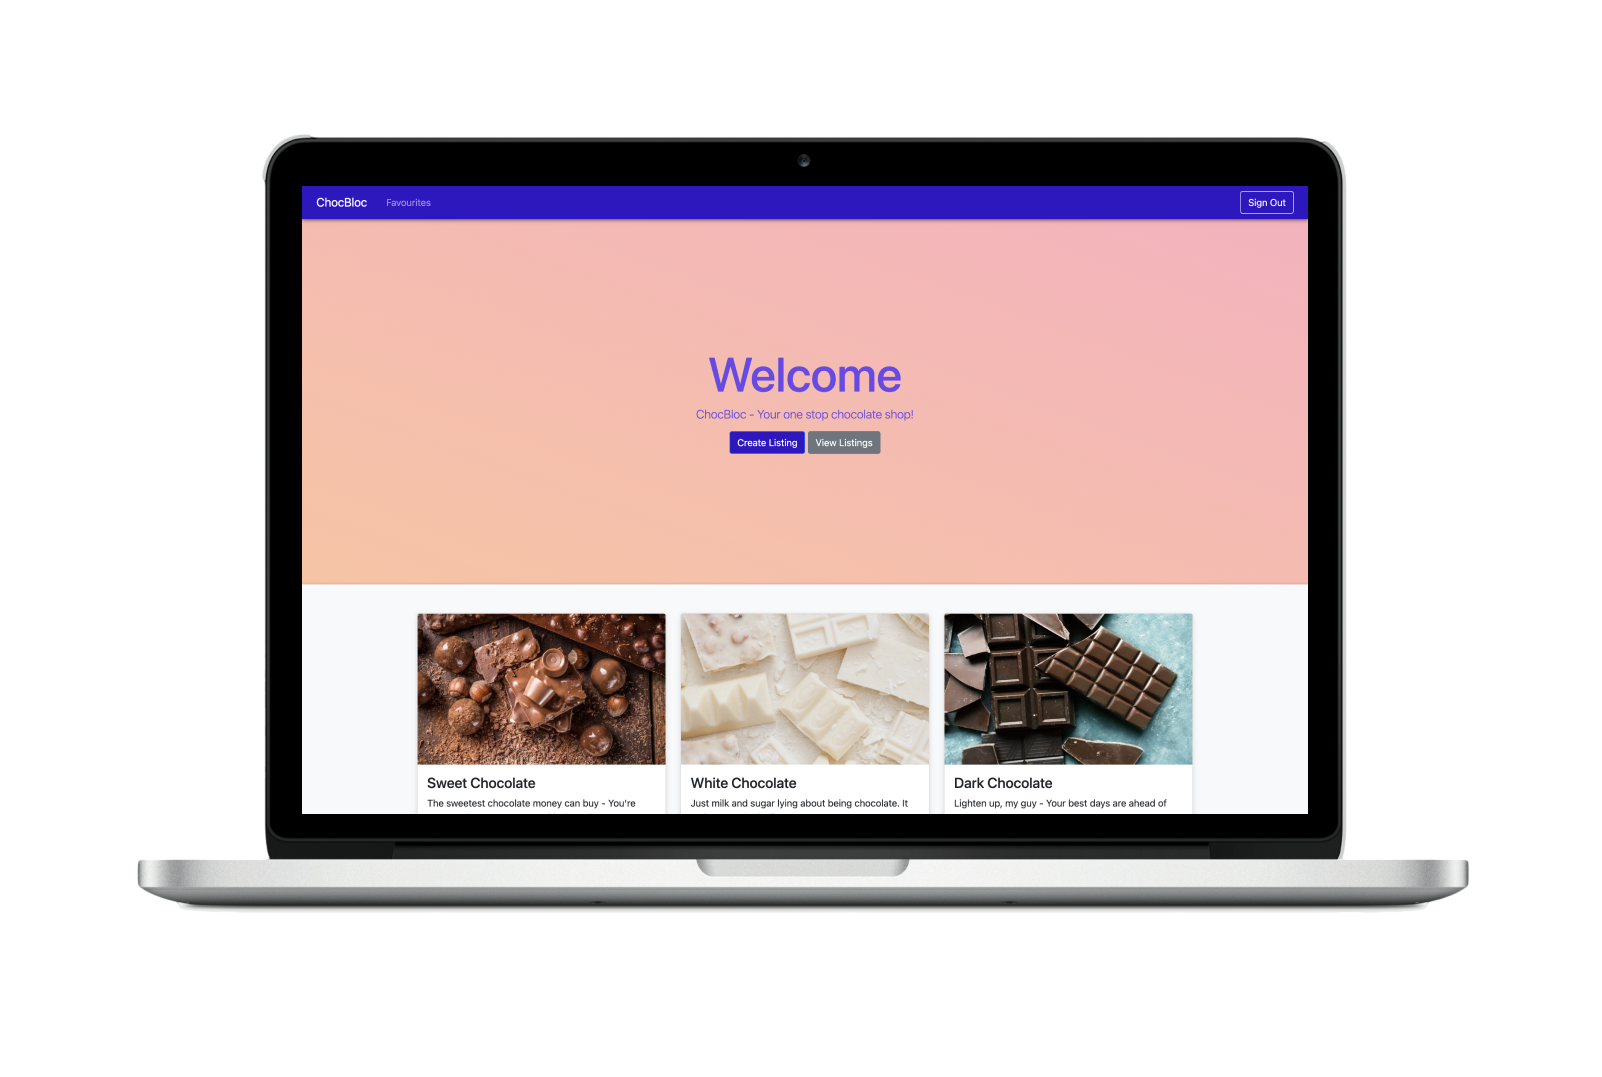 ChocBloc Favourites Sign Out
Welcome
ChocBloc - Your one stop chocolate shop!
Create Listing View Listings
Sweet Chocolate
The sweetest chocolate money can buy - You're
White Chocolate
Just milk and sugar lying about being chocolate. It
Dark Chocolate
Lighten up, my guy - Your best days are ahead of